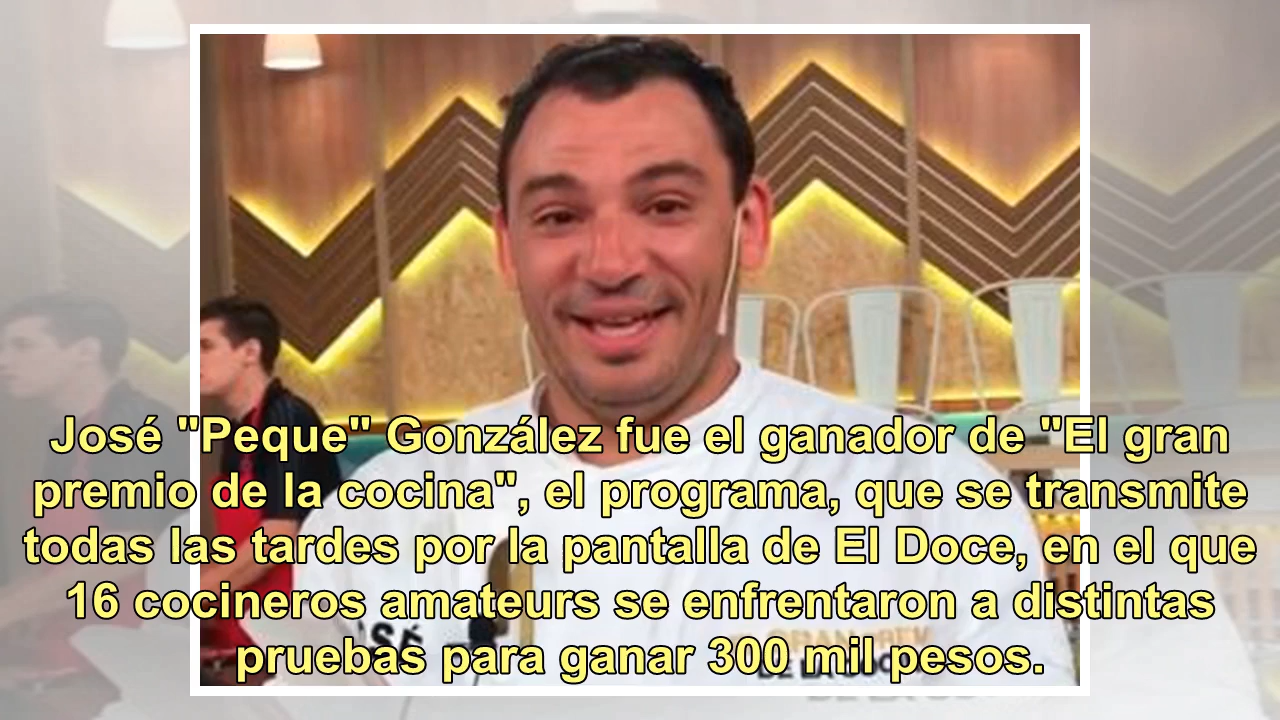 José "Peque" González fue el ganador de "El gran
premio de la cocina", el programa, que se transmite
todas las tardes por la pantalla de El Doce, en el que
16 cocineros amateurs se enfrentaron a distintas
pruebas para ganar 300 mil pesos.